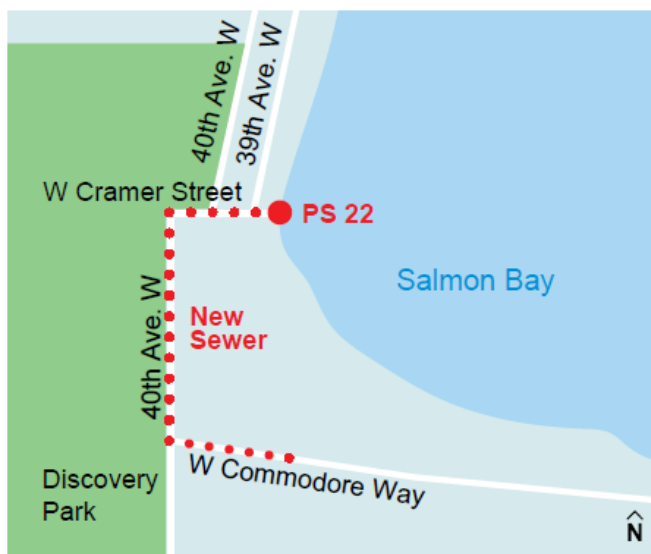 40th Ave. W
39th Ave. W
W Cramer Street
PS 22
Salmon Bay
New
Sewer
40th Ave. W
W Commodore Way
Discovery
Park
N